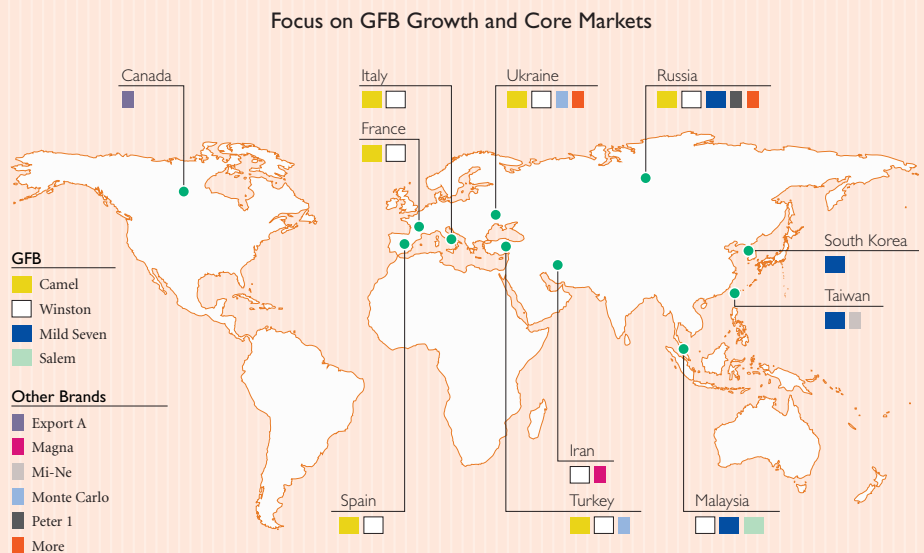 Focus on GFB Growth and Core Markets
Canada
Italy
Ukraine
Russia
France
South Korea
Taiwan
GFB
Camel
Winston
Mild Seven
Salem
Other Brands
Export A
Magna
Mi-Ne
Monte Carlo
Peter 1
More
Iran
Spain
Turkey
Malaysia